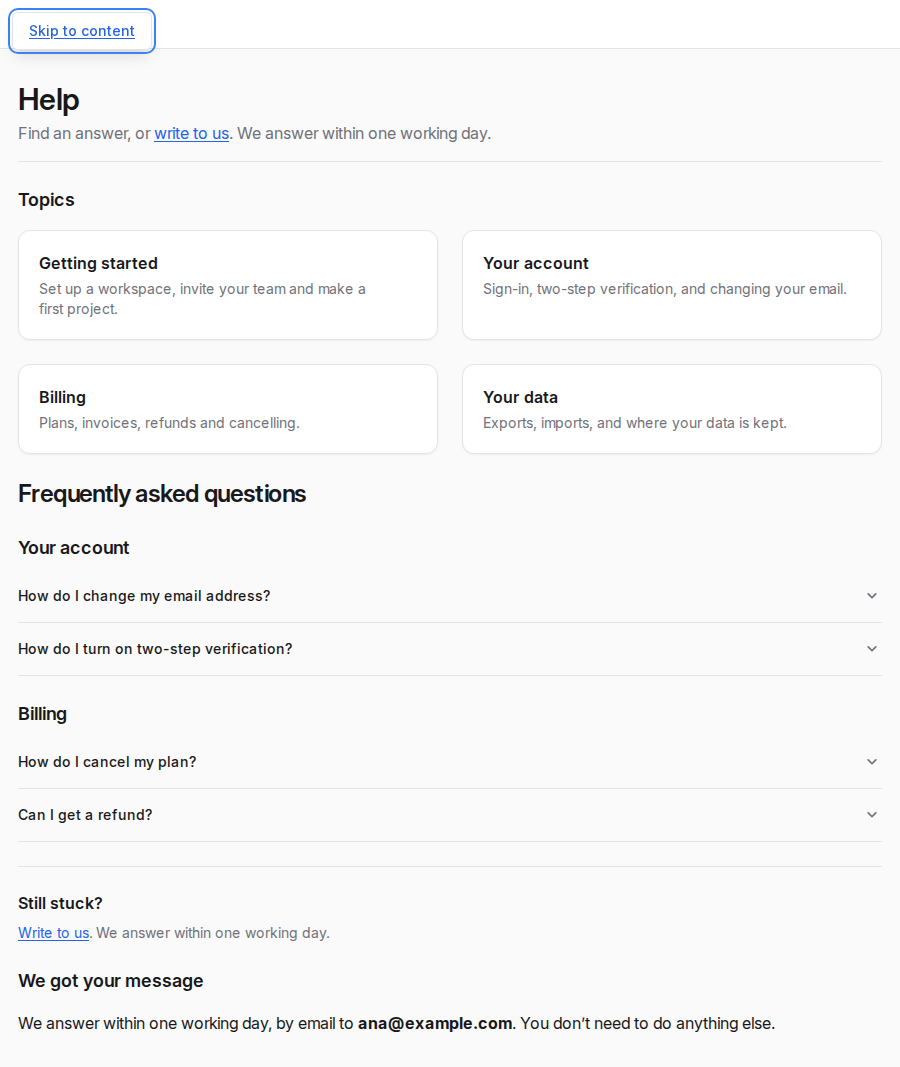 Skip to content
Help
Find an answer, or write to us. We answer within one working day.
Topics
Getting started
Set up a workspace, invite your team and make a
first project.
Your account
Sign-in, two-step verification, and changing your email.
Billing
Plans, invoices, refunds and cancelling.
Your data
Exports, imports, and where your data is kept.
Frequently asked questions
Your account
How do I change my email address?
How do I turn on two-step verification?
Billing
How do I cancel my plan?
Can I get a refund?
Still stuck?
Write to us. We answer within one working day.
We got your message
We answer within one working day, by email to ana@example.com. You don’t need to do anything else.